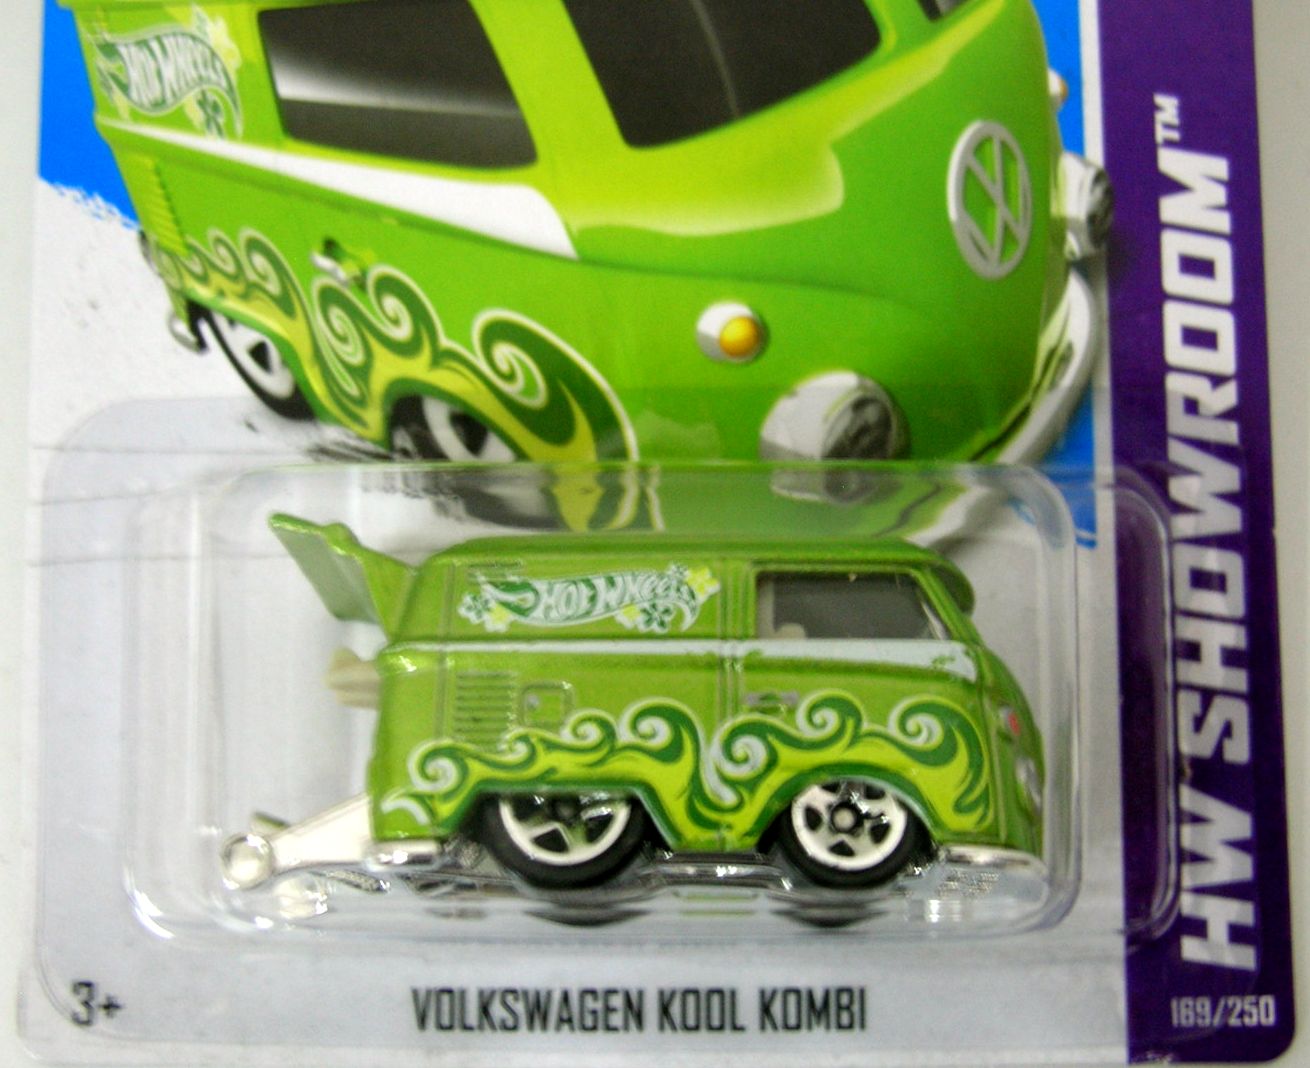 HOT WHEELS
HW SHOWROOM™
HOT WHEELS
3+
VOLKSWAGEN KOOL KOMBI
169/250